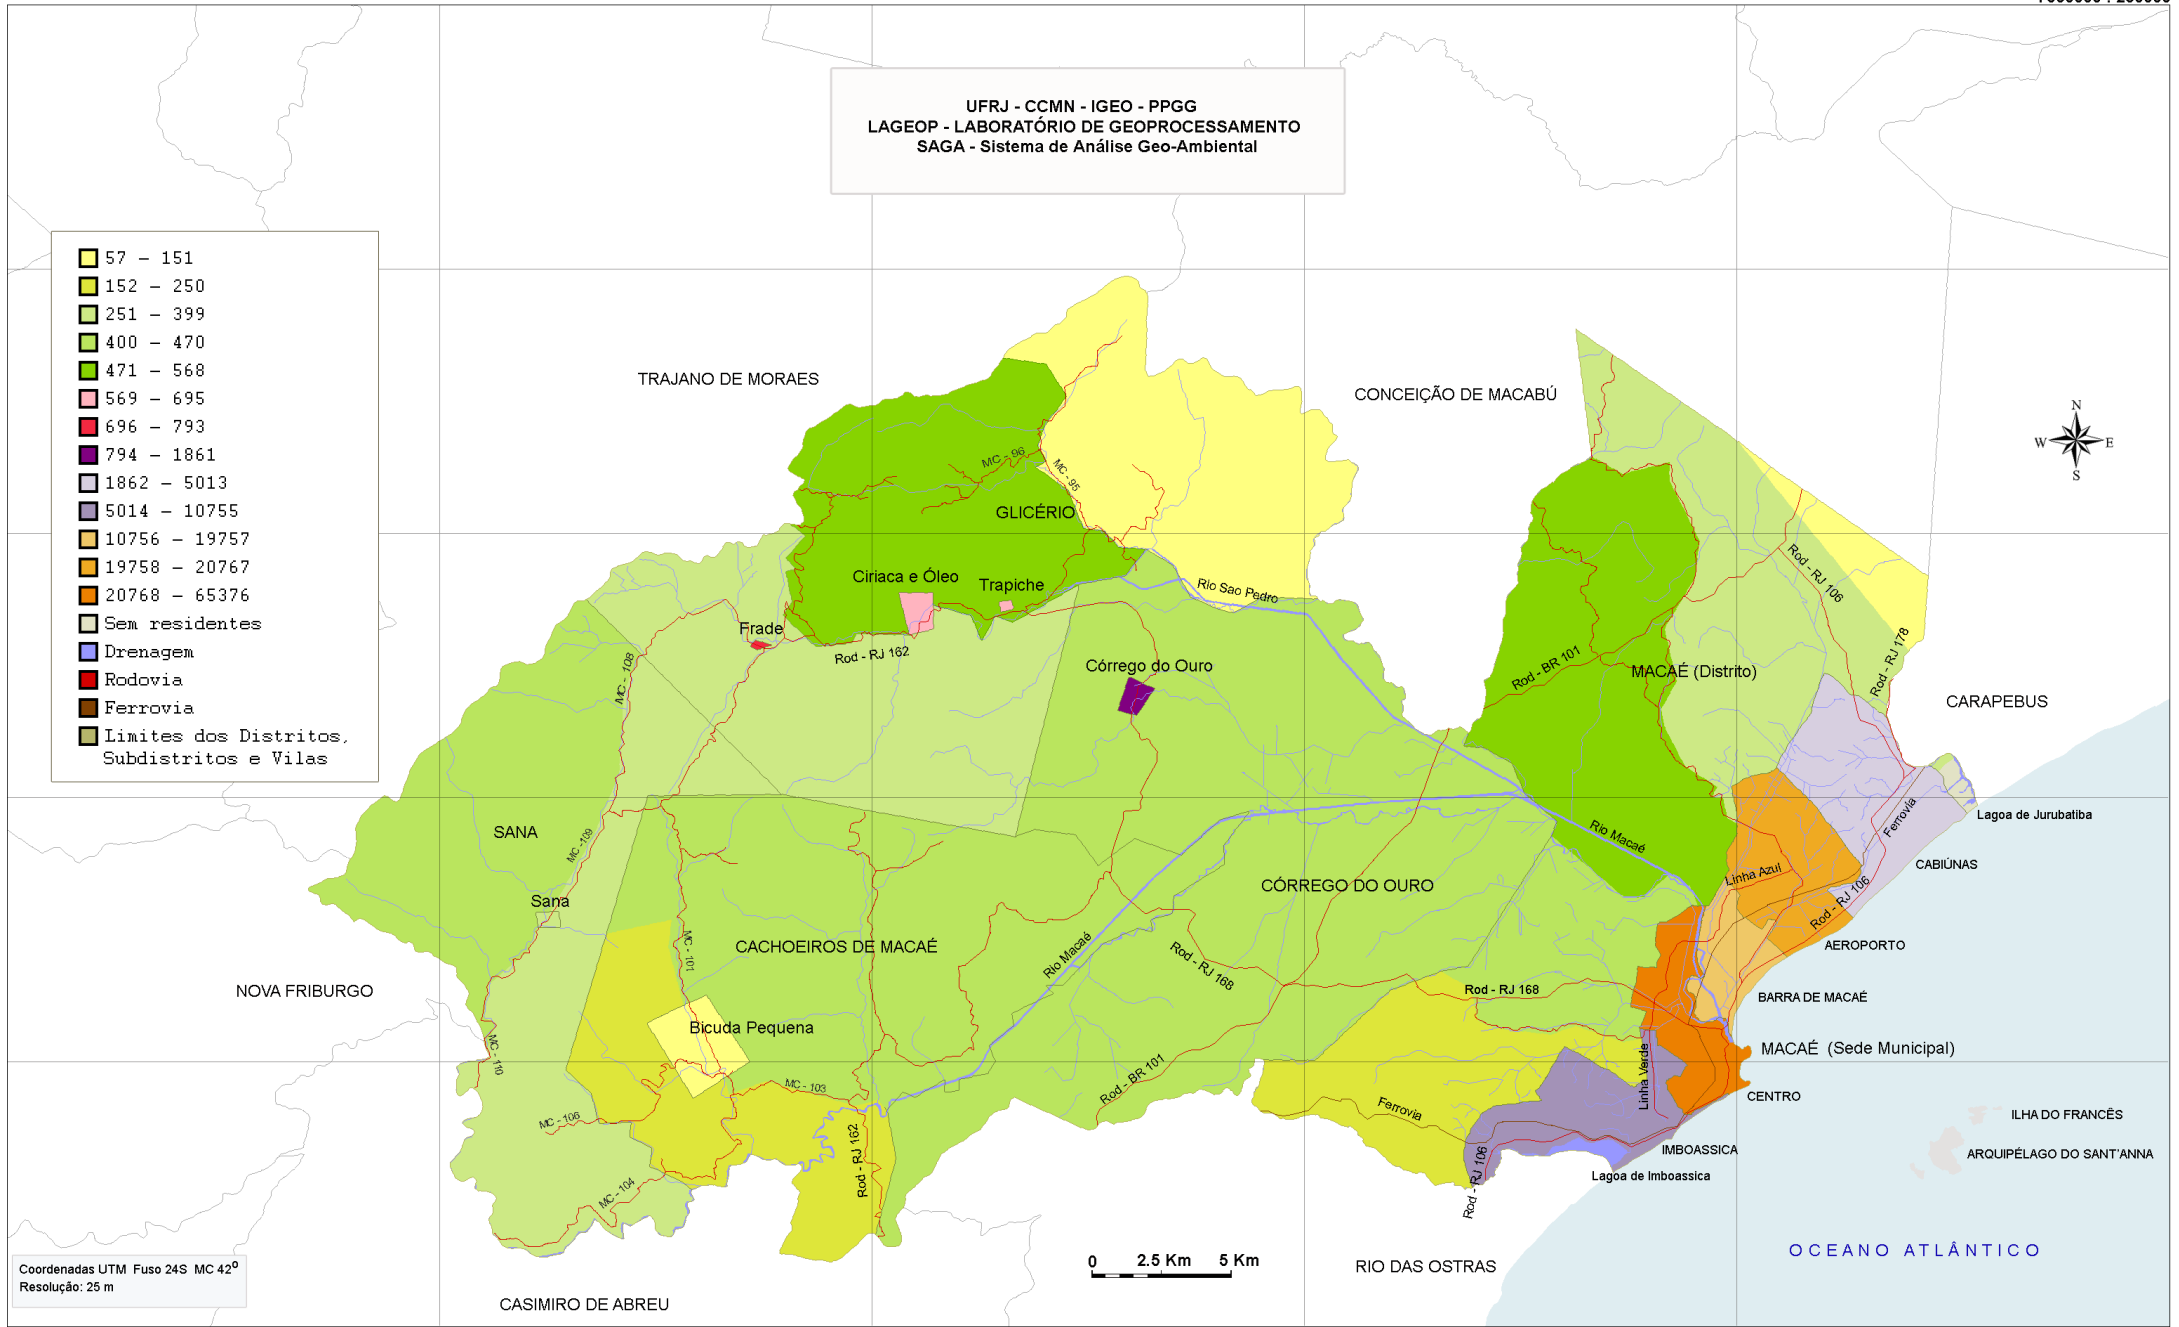 UFRJ - CCMN - IGEO - PPGG
LAGEOP - LABORATÓRIO DE GEOPROCESSAMENTO
SAGA - Sistema de Análise Geo-Ambiental
57 - 151
152 - 250
251 - 399
400 - 470
471 - 568
569 - 695
696 - 793
794 - 1861
1862 - 5013
5014 - 10755
10756 - 19757
19758 - 20767
20768 - 65376
Sem residentes
Drenagem
Rodovia
Ferrovia
Limites dos Distritos,
Subdistritos e Vilas
TRAJANO DE MORAES
CONCEIÇÃO DE MACABÚ
N
W
E
S
MC - 96
MC - 95
GLICÉRIO
Ciriaca e Óleo
Trapiche
Rio Sao Pedro
Rod - RJ 106
Frade
Rod - RJ 162
MC - 108
Córrego do Ouro
Rod - BR 101
MACAÉ (Distrito)
Rod - RJ 178
CARAPEBUS
SANA
MC -109
Rio Macaé
Ferrovia
Lagoa de Jurubatiba
CABIÚNAS
Linha Azul
Rod - RJ 106
CÓRREGO DO OURO
Sana
CACHOEIROS DE MACAÉ
MC - 101
Rio Macaé
Rod - RJ 168
AEROPORTO
NOVA FRIBURGO
Rod - RJ 168
BARRA DE MACAÉ
Bicuda Pequena
MACAÉ (Sede Municipal)
MC - 110
MC - 103
Rod - BR 101
Linha Verde
CENTRO
MC - 106
Ferrovia
ILHA DO FRANCÊS
Rod - RJ 162
IMBOASSICA
ARQUIPÉLAGO DO SANT'ANNA
Rod - RJ 106
Lagoa de Imboassica
MC - 104
OCEANO ATLÂNTICO
0 2.5 Km 5 Km
RIO DAS OSTRAS
Coordenadas UTM Fuso 24S MC 42º
Resolução: 25 m
CASIMIRO DE ABREU